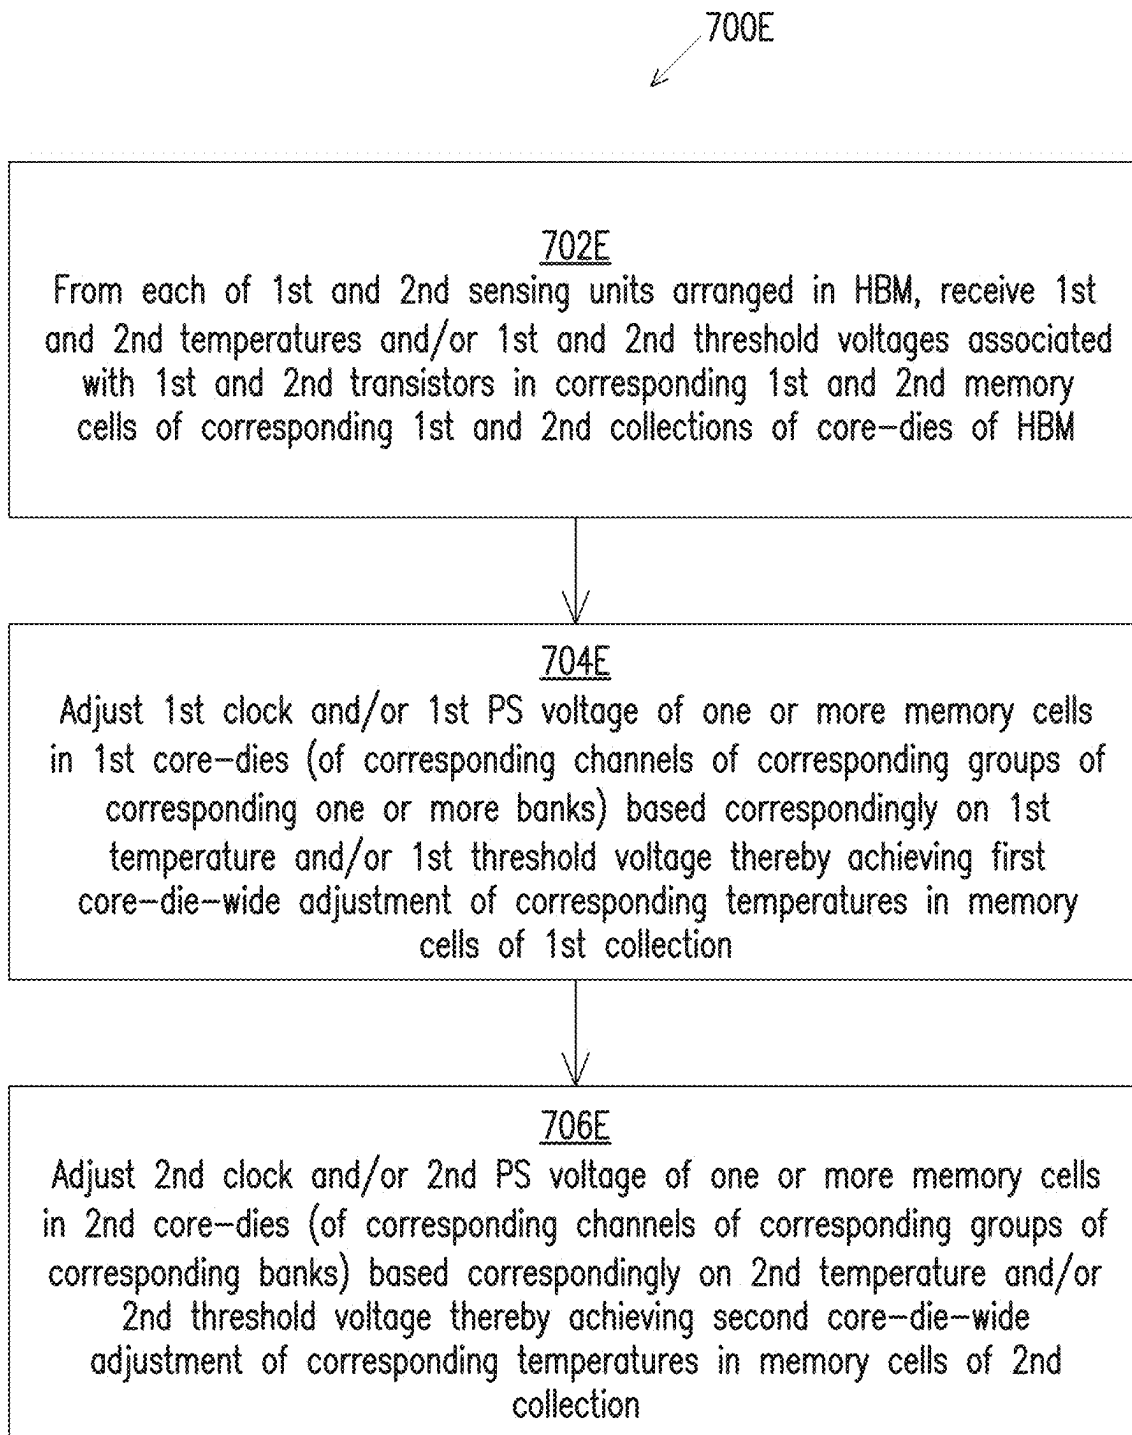 700E
702E
From each of 1st and 2nd sensing units arranged in HBM, receive 1st
and 2nd temperatures and/or 1st and 2nd threshold voltages associated
with 1st and 2nd transistors in corresponding 1st and 2nd memory
cells of corresponding 1st and 2nd collections of core-dies of HBM
704E
Adjust 1st clock and/or 1st PS voltage of one or more memory cells
in 1st core-dies (of corresponding channels of corresponding groups of
corresponding one or more banks) based correspondingly on 1st
temperature and/or 1st threshold voltage thereby achieving first
core-die-wide adjustment of corresponding temperatures in memory
cells of 1st collection
706E
Adjust 2nd clock and/or 2nd PS voltage of one or more memory cells
in 2nd core-dies (of corresponding channels of corresponding groups of
corresponding banks) based correspondingly on 2nd temperature and/or
2nd threshold voltage thereby achieving second core-die-wide
adjustment of corresponding temperatures in memory cells of 2nd
collection